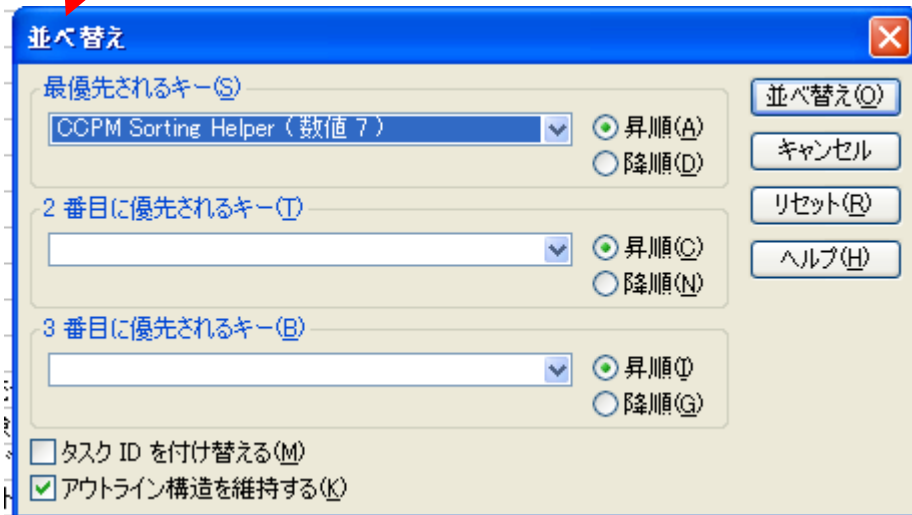 並べ替え
最優先されるキー(S)
CCPM Sorting Helper (数値 7)
昇順(A)
降順(D)
2 番目に優先されるキー(T)
昇順(C)
降順(N)
3 番目に優先されるキー(B)
昇順(I)
降順(G)
タスク ID を付け替える(M)
アウトライン構造を維持する(K)
並べ替え(O)
キャンセル
リセット(R)
ヘルプ(H)